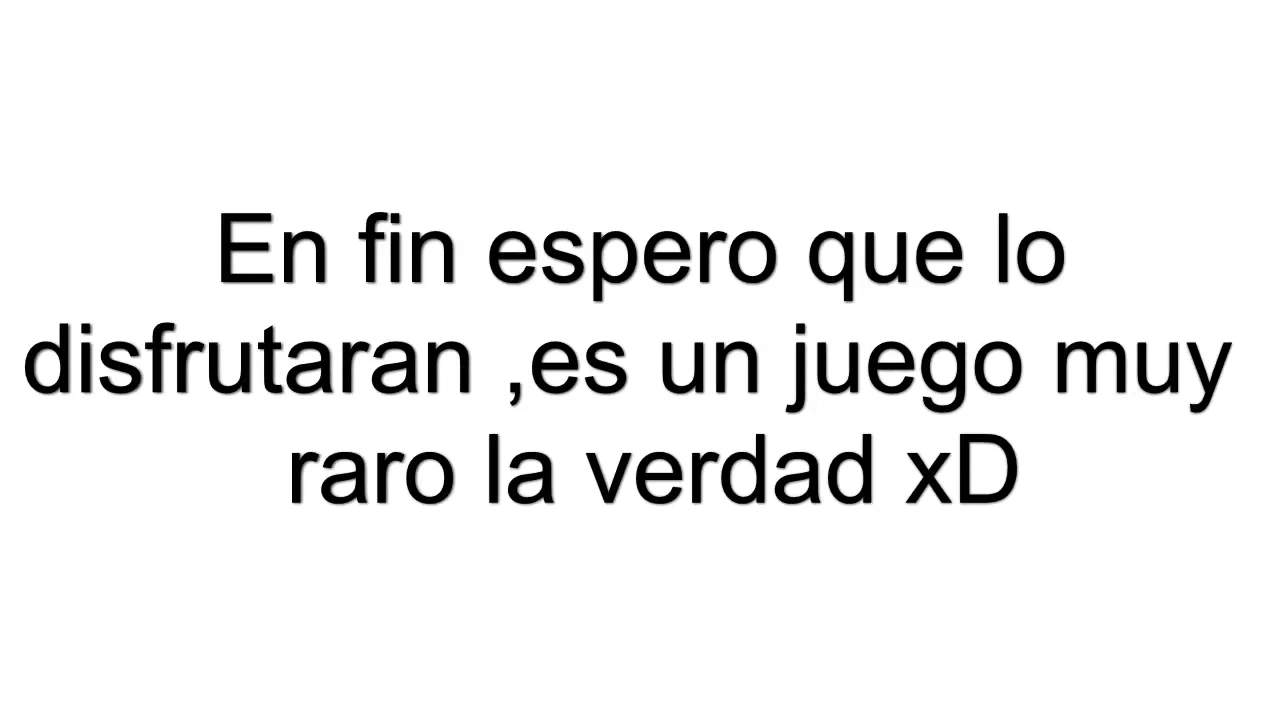 En fin espero que lo
disfrutaran ,es un juego muy
raro la verdad xD